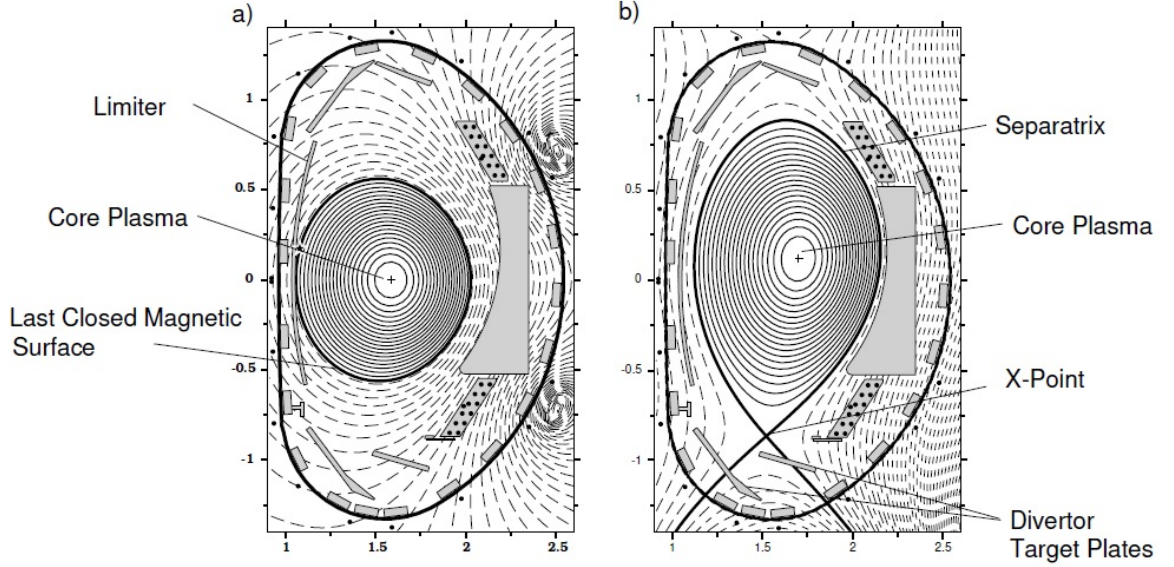 a)
b)
Limiter
Core Plasma
Last Closed Magnetic
Surface
1
0.5
0
-0.5
-1
1
1.5
2
2.5
1
0.5
0
-0.5
-1
1
1.5
2
2.5
Separatrix
Core Plasma
X-Point
Divertor
Target Plates